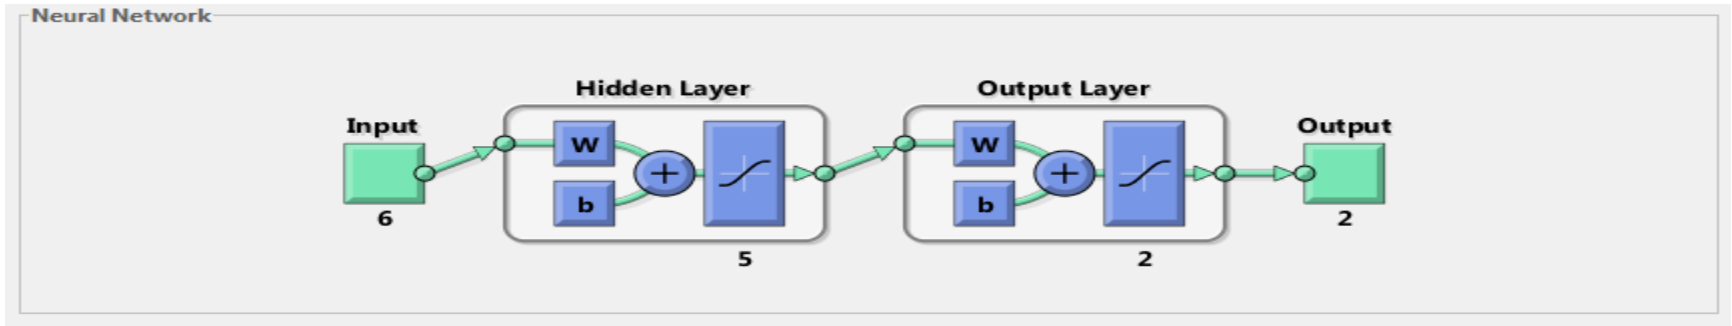 Neural Network
Hidden Layer
Output Layer
Input
Output
W
W
+
+
b
b
6
2
5
2